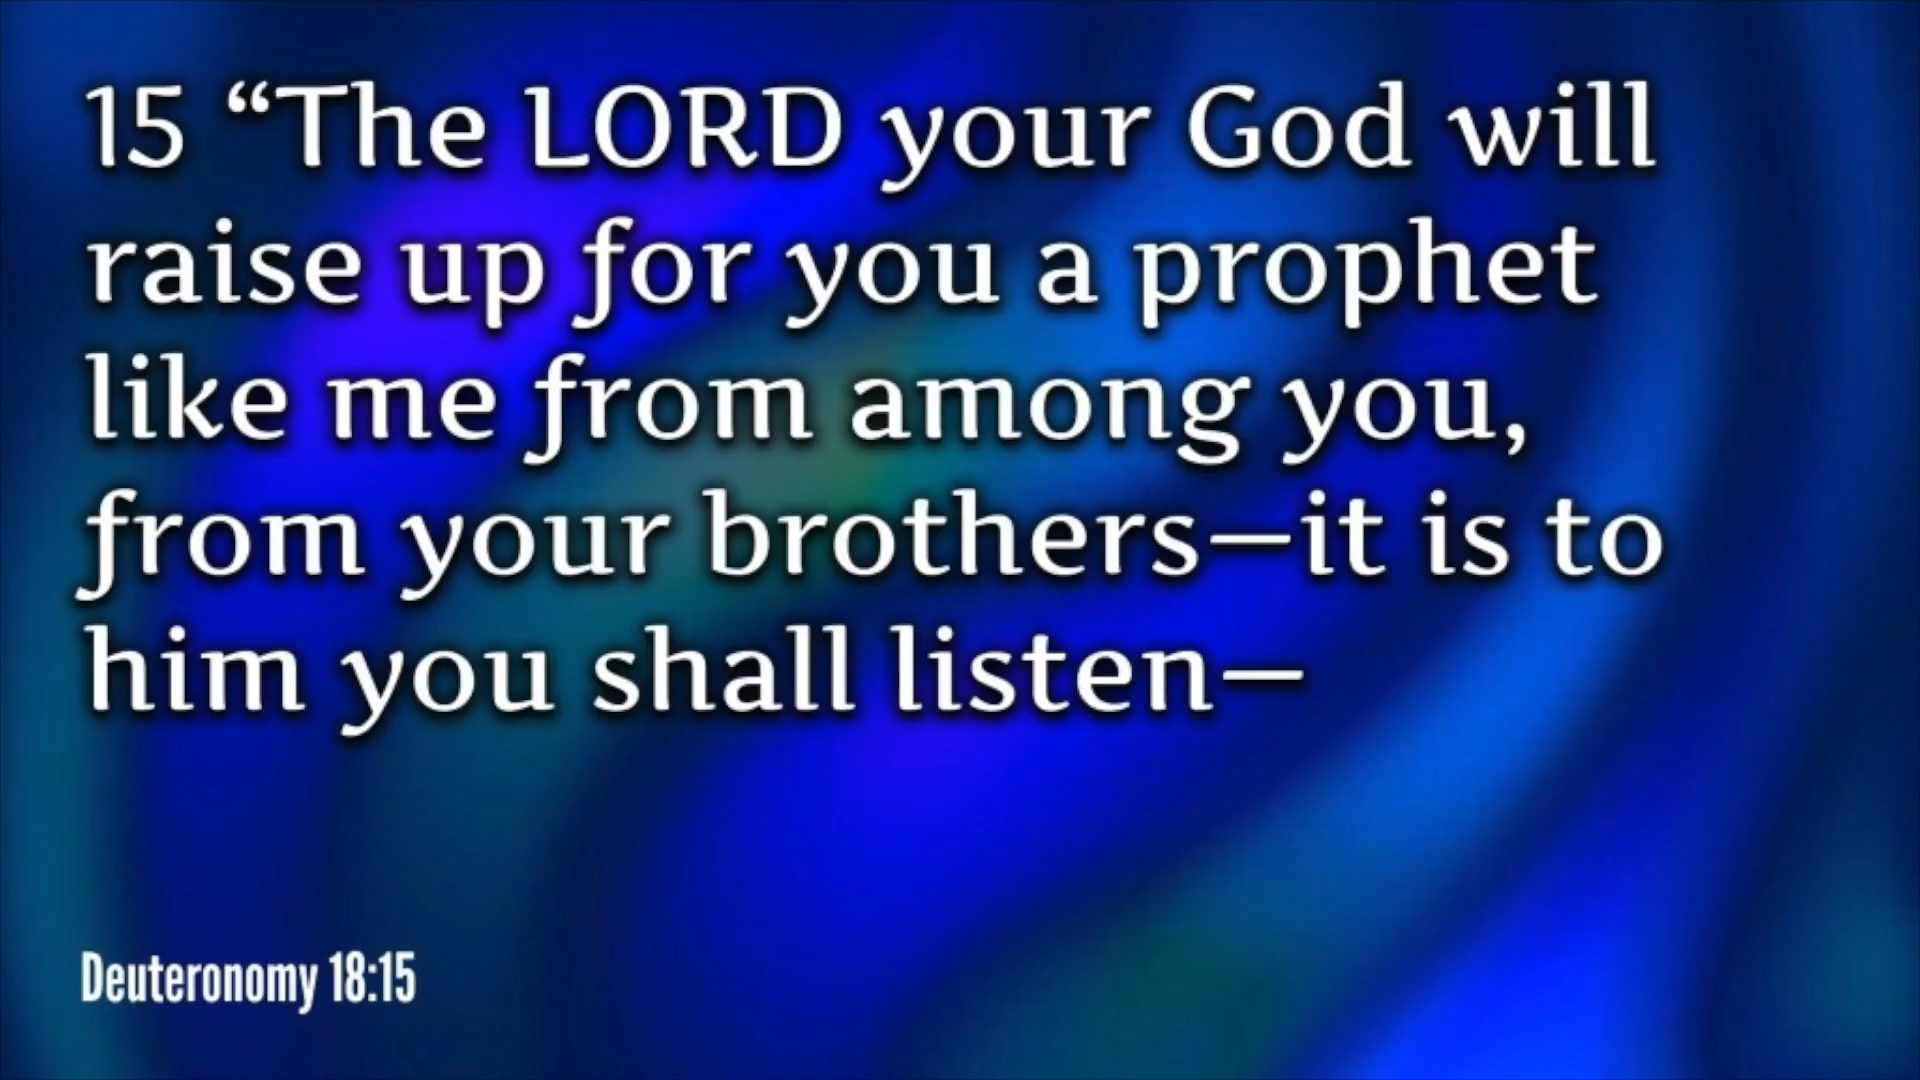 15 “The LORD your God will
raise up for you a prophet
like me from among you,
from your brothers—it is to
him you shall listen—
Deuteronomy 18:15